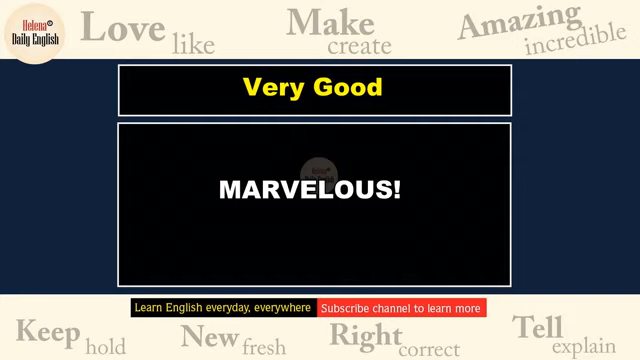 Helena
Daily English
Love
like
Make
create
Amazing
incredible
Very Good
MARVELOUS!
Learn English everyday, everywhere
Subscribe channel to learn more
Keep
hold
New
fresh
Right
correct
Tell
explain